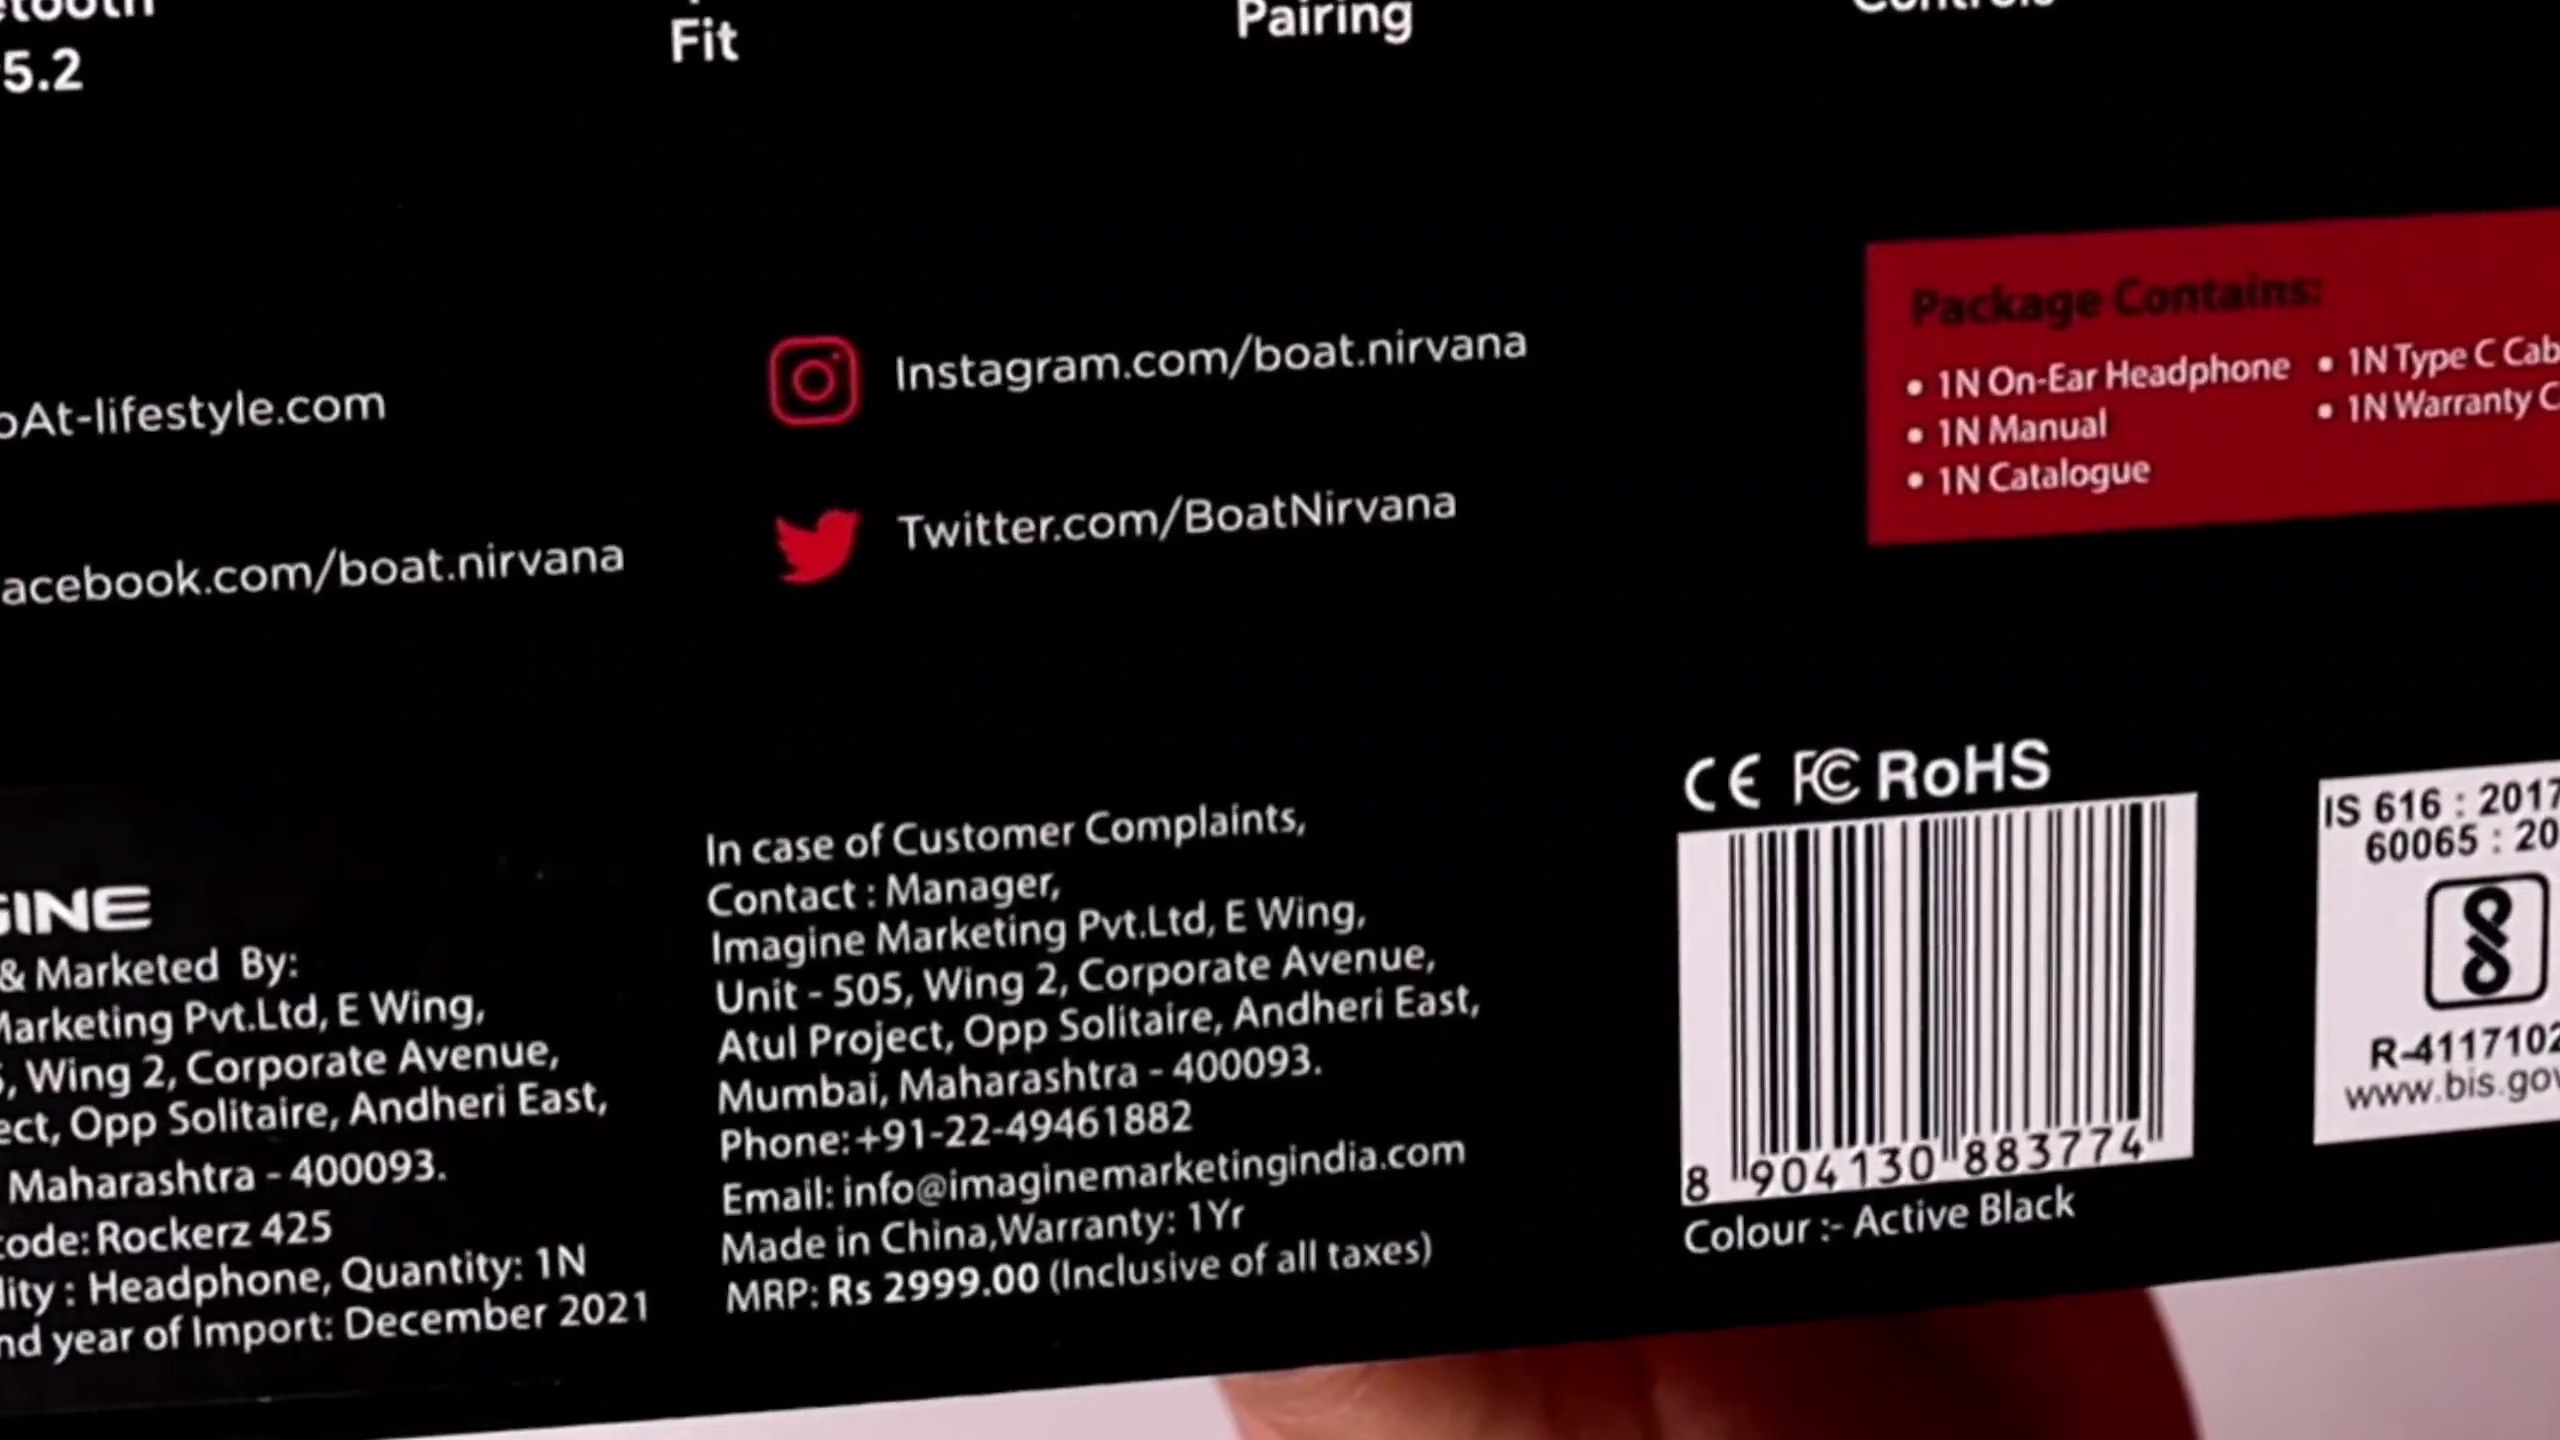 5.2
Fit
Pairing
oAt-lifestyle.com
acebook.com/boat.nirvana
Instagram.com/boat.nirvana
Twitter.com/BoatNirvana
Package Contains:
• 1N On-Ear Headphone
• 1N Manual
• 1N Catalogue
• 1N Type C Cab
• 1N Warranty C
GINE
& Marketed By:
Marketing Pvt.Ltd, E Wing,
, Wing 2, Corporate Avenue,
ect, Opp Solitaire, Andheri East,
Maharashtra - 400093.
code: Rockerz 425
lity : Headphone, Quantity: 1N
nd year of Import: December 2021
In case of Customer Complaints,
Contact : Manager,
Imagine Marketing Pvt.Ltd, E Wing,
Unit - 505, Wing 2, Corporate Avenue,
Atul Project, Opp Solitaire, Andheri East,
Mumbai, Maharashtra - 400093.
Phone:+91-22-49461882
Email: info@imaginemarketingindia.com
Made in China,Warranty: 1Yr
MRP: Rs 2999.00 (Inclusive of all taxes)
CE FC RoHS
8 904130 883774
Colour :- Active Black
IS 616 : 2017
60065 : 20
R-4117102
www.bis.gov